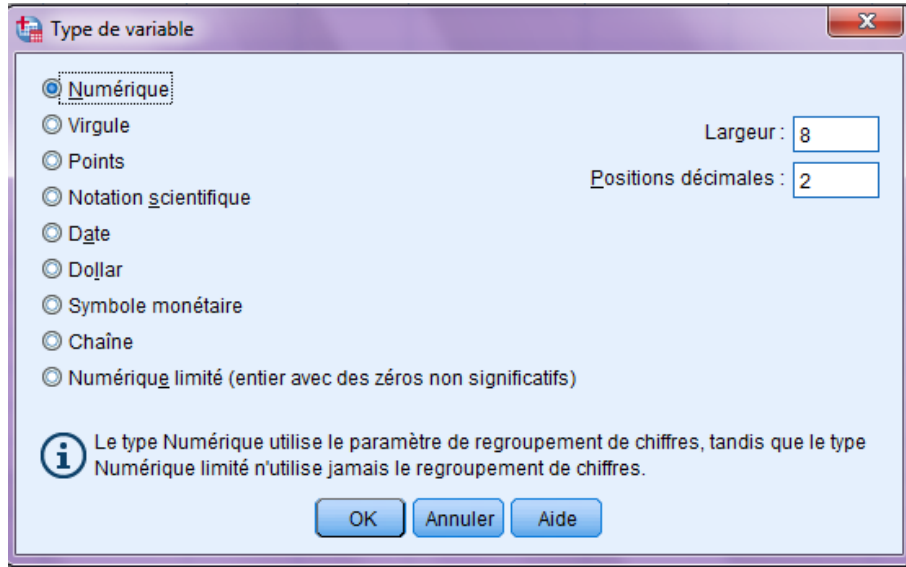 Type de variable
Numérique
Virgule
Points
Notation scientifique
Date
Dollar
Symbole monétaire
Chaîne
Numérique limité (entier avec des zéros non significatifs)
Largeur : 8
Positions décimales : 2
Le type Numérique utilise le paramètre de regroupement de chiffres, tandis que le type
Numérique limité n'utilise jamais le regroupement de chiffres.
OK Annuler Aide